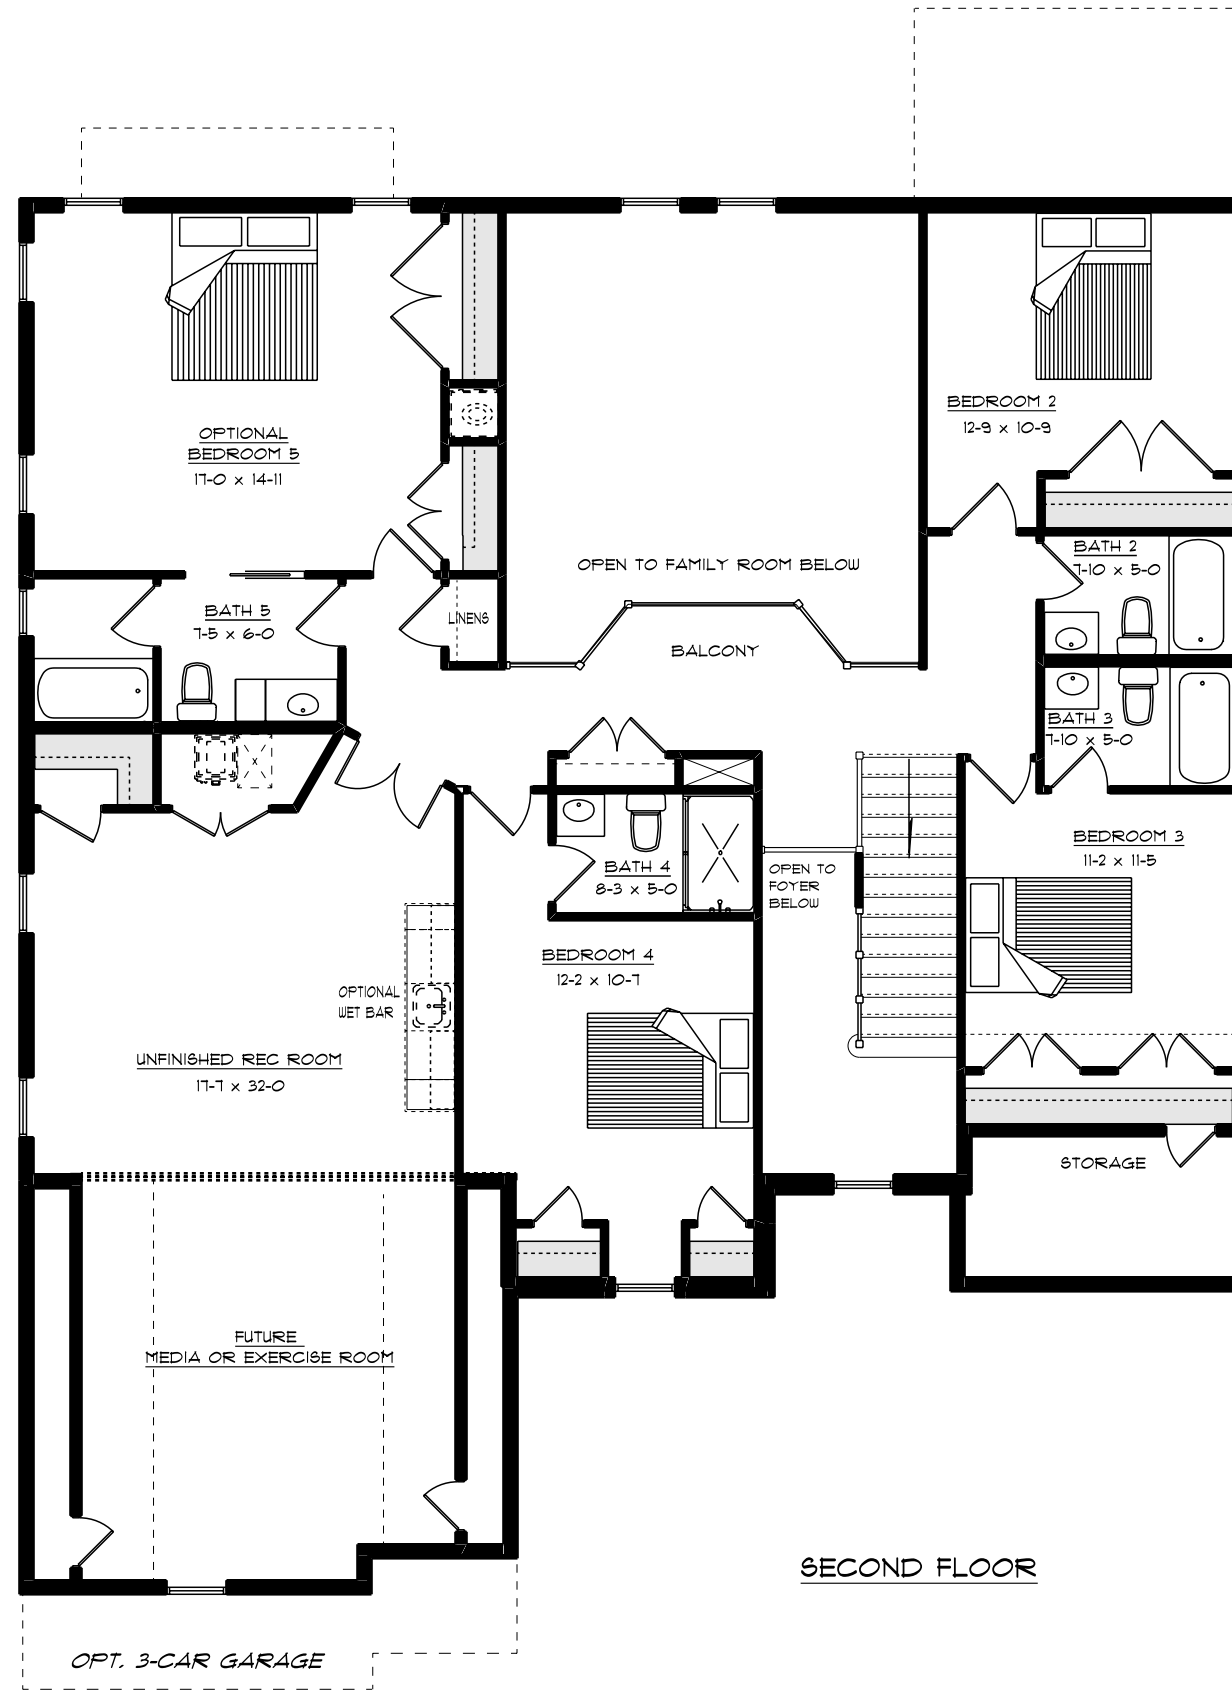 BEDROOM 2
12-9 x 10-9
OPTIONAL
BEDROOM 5
17-0 x 14-11
OPEN TO FAMILY ROOM BELOW
BATH 2
7-10 x 5-0
BATH 5
7-5 x 6-0
LINENS
BALCONY
BATH 3
7-10 x 5-0
BEDROOM 3
11-2 x 11-5
BATH 4
8-3 x 5-0
OPEN TO
FOYER
BELOW
BEDROOM 4
12-2 x 10-7
OPTIONAL
WET BAR
UNFINISHED REC ROOM
17-7 x 32-0
STORAGE
FUTURE
MEDIA OR EXERCISE ROOM
SECOND FLOOR
OPT. 3-CAR GARAGE